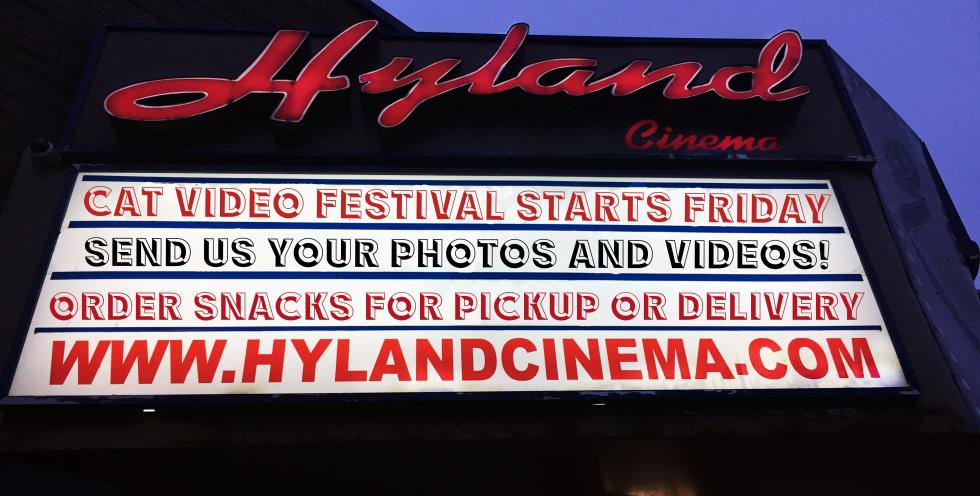 Hyland
Cinema
CAT VIDEO FESTIVAL STARTS FRIDAY
SEND US YOUR PHOTOS AND VIDEOS!
ORDER SNACKS FOR PICKUP OR DELIVERY
WWW.HYLANDCINEMA.COM